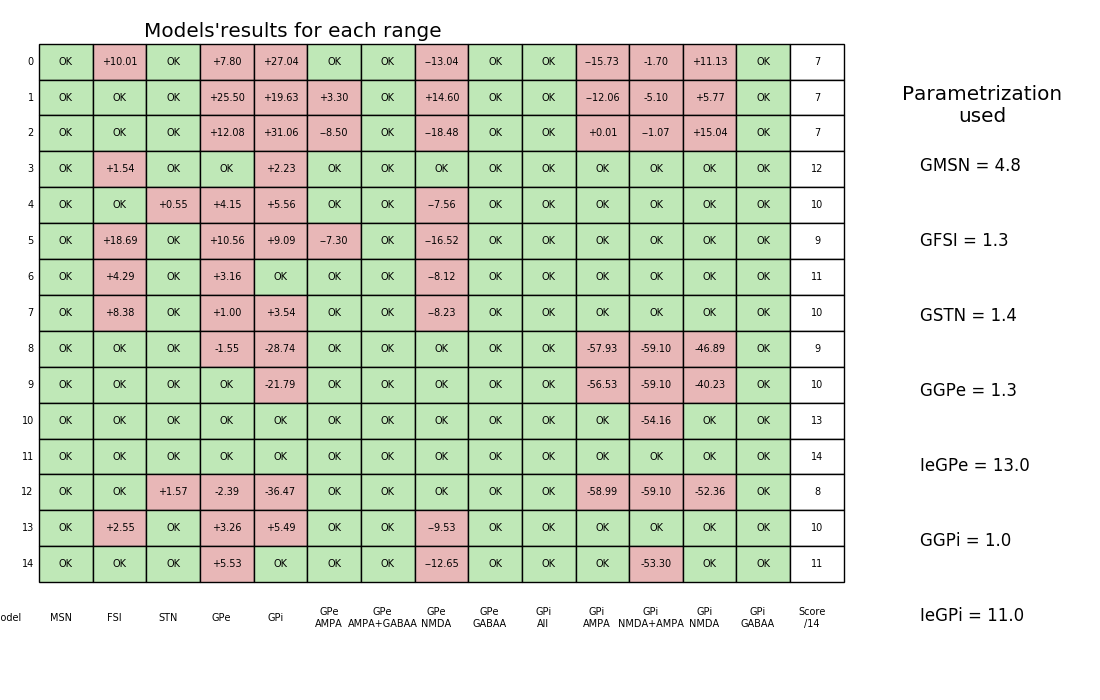 Models'results for each range
0 OK +10.01 OK +7.80 +27.04 OK OK --13.04 OK OK --15.73 -1.70 +11.13 OK 7
1 OK OK OK +25.50 +19.63 +3.30 OK +14.60 OK OK --12.06 -5.10 +5.77 OK 7
2 OK OK OK +12.08 +31.06 --8.50 OK --18.48 OK OK +0.01 --1.07 +15.04 OK 7
3 OK +1.54 OK OK +2.23 OK OK OK OK OK OK OK OK OK 12
4 OK OK +0.55 +4.15 +5.56 OK OK --7.56 OK OK OK OK OK OK 10
5 OK +18.69 OK +10.56 +9.09 --7.30 OK --16.52 OK OK OK OK OK OK 9
6 OK +4.29 OK +3.16 OK OK OK --8.12 OK OK OK OK OK OK 11
7 OK +8.38 OK +1.00 +3.54 OK OK --8.23 OK OK OK OK OK OK 10
8 OK OK OK -1.55 -28.74 OK OK OK OK OK -57.93 -59.10 -46.89 OK 9
9 OK OK OK OK -21.79 OK OK OK OK OK -56.53 -59.10 -40.23 OK 10
10 OK OK OK OK OK OK OK OK OK OK OK -54.16 OK OK 13
11 OK OK OK OK OK OK OK OK OK OK OK OK OK OK 14
12 OK OK +1.57 -2.39 -36.47 OK OK OK OK OK -58.99 -59.10 -52.36 OK 8
13 OK +2.55 OK +3.26 +5.49 OK OK --9.53 OK OK OK OK OK OK 10
14 OK OK OK +5.53 OK OK OK --12.65 OK OK OK -53.30 OK OK 11
odel MSN FSI STN GPe GPi GPe AMPA GPe AMPA+GABAA GPe NMDA GPe GABAA GPi All GPi AMPA GPi NMDA+AMPA GPi NMDA GPi GABAA Score /14
Parametrization
used
GMSN = 4.8
GFSI = 1.3
GSTN = 1.4
GGPe = 1.3
IeGPe = 13.0
GGPi = 1.0
IeGPi = 11.0